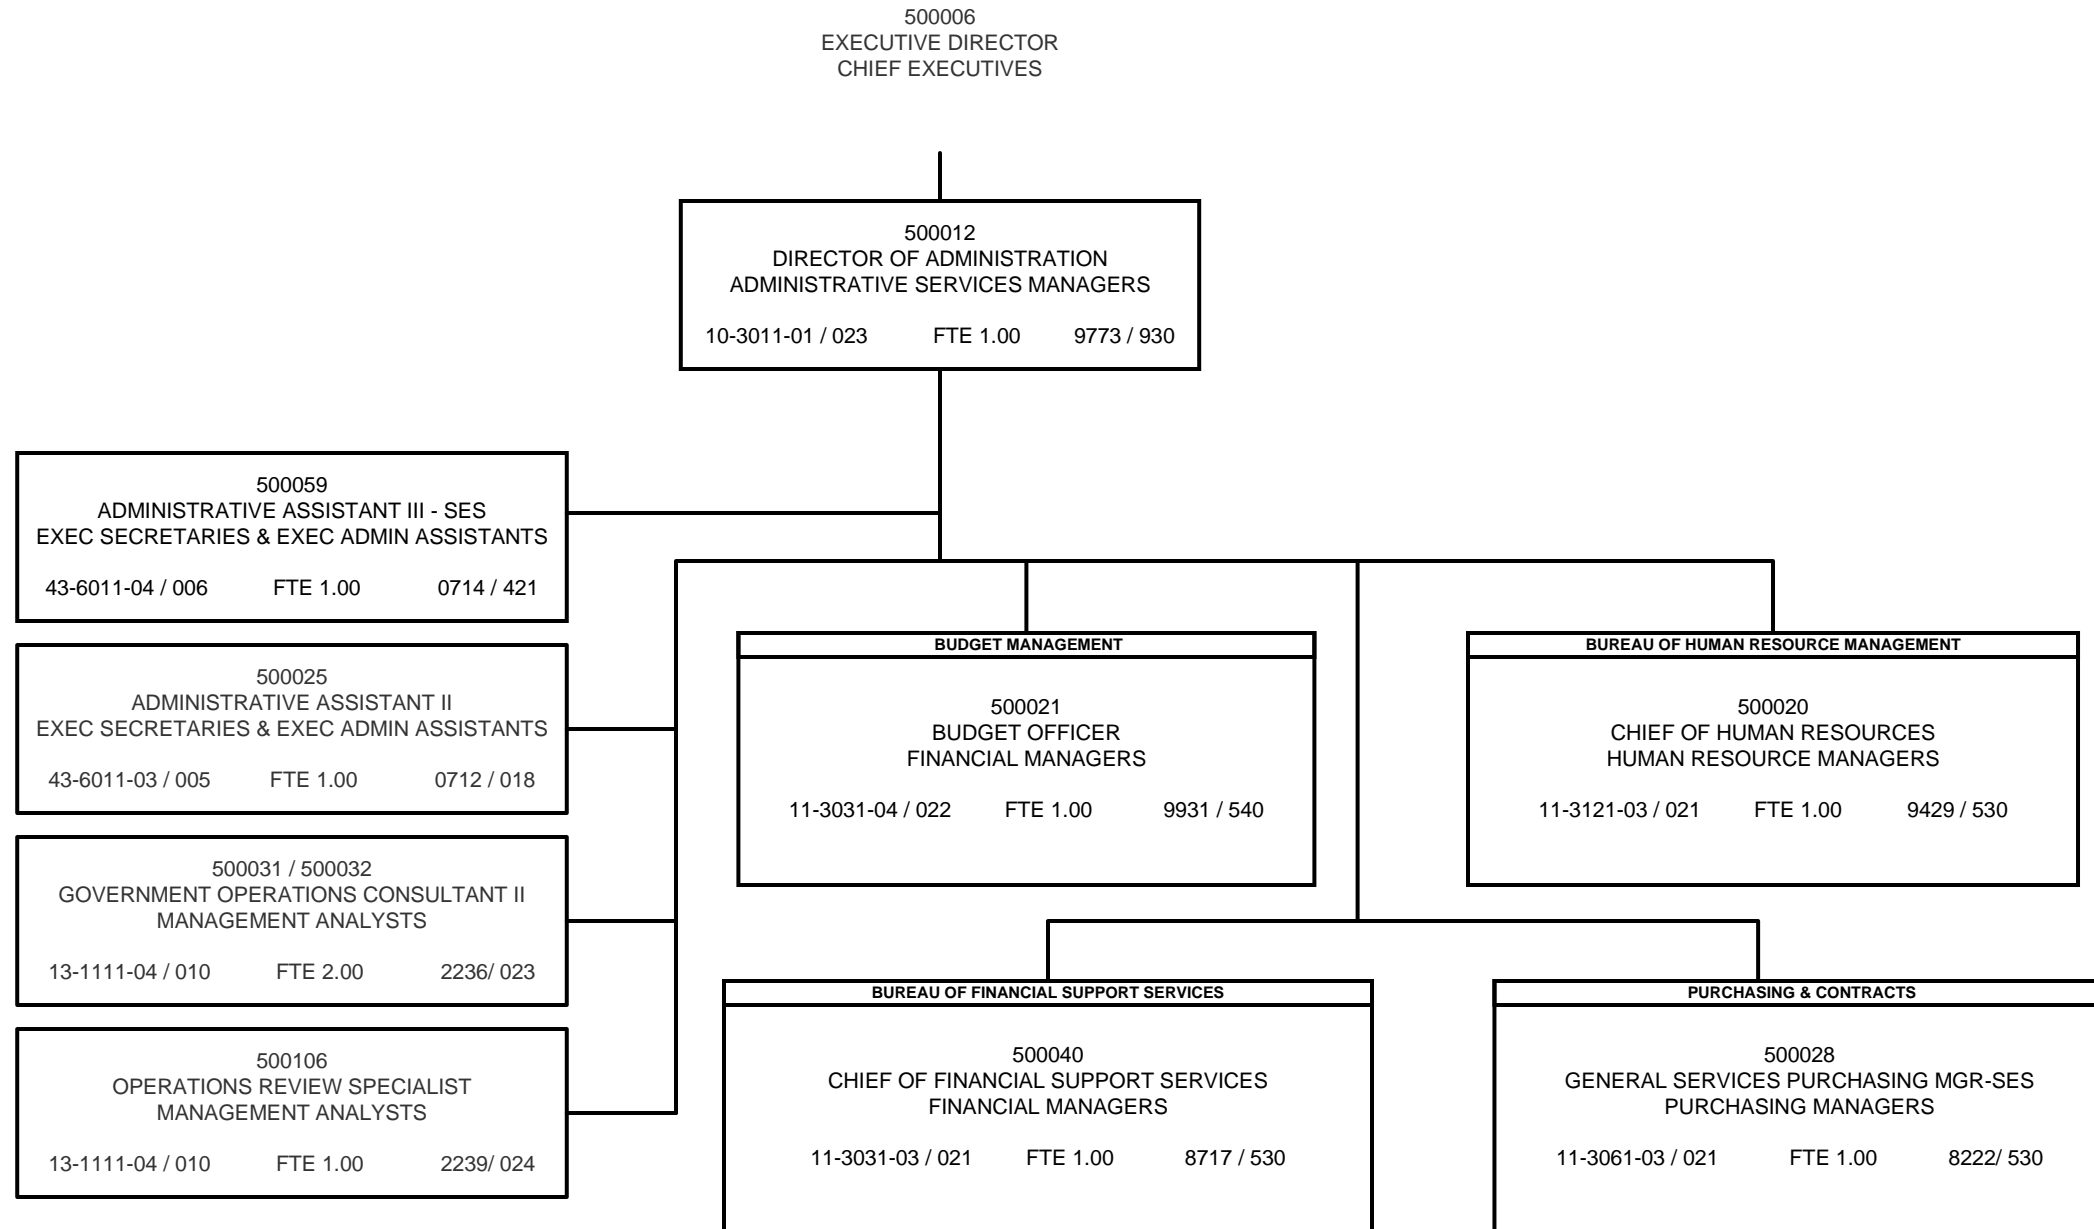 500006
EXECUTIVE DIRECTOR
CHIEF EXECUTIVES
500012
DIRECTOR OF ADMINISTRATION
ADMINISTRATIVE SERVICES MANAGERS
10-3011-01 / 023 FTE 1.00 9773 / 930
500059
ADMINISTRATIVE ASSISTANT III - SES
EXEC SECRETARIES & EXEC ADMIN ASSISTANTS
43-6011-04 / 006 FTE 1.00 0714 / 421
500025
ADMINISTRATIVE ASSISTANT II
EXEC SECRETARIES & EXEC ADMIN ASSISTANTS
43-6011-03 / 005 FTE 1.00 0712 / 018
500031 / 500032
GOVERNMENT OPERATIONS CONSULTANT II
MANAGEMENT ANALYSTS
13-1111-04 / 010 FTE 2.00 2236/ 023
500106
OPERATIONS REVIEW SPECIALIST
MANAGEMENT ANALYSTS
13-1111-04 / 010 FTE 1.00 2239/ 024
BUDGET MANAGEMENT
500021
BUDGET OFFICER
FINANCIAL MANAGERS
11-3031-04 / 022 FTE 1.00 9931 / 540
BUREAU OF HUMAN RESOURCE MANAGEMENT
500020
CHIEF OF HUMAN RESOURCES
HUMAN RESOURCE MANAGERS
11-3121-03 / 021 FTE 1.00 9429 / 530
BUREAU OF FINANCIAL SUPPORT SERVICES
500040
CHIEF OF FINANCIAL SUPPORT SERVICES
FINANCIAL MANAGERS
11-3031-03 / 021 FTE 1.00 8717 / 530
PURCHASING & CONTRACTS
500028
GENERAL SERVICES PURCHASING MGR-SES
PURCHASING MANAGERS
11-3061-03 / 021 FTE 1.00 8222/ 530